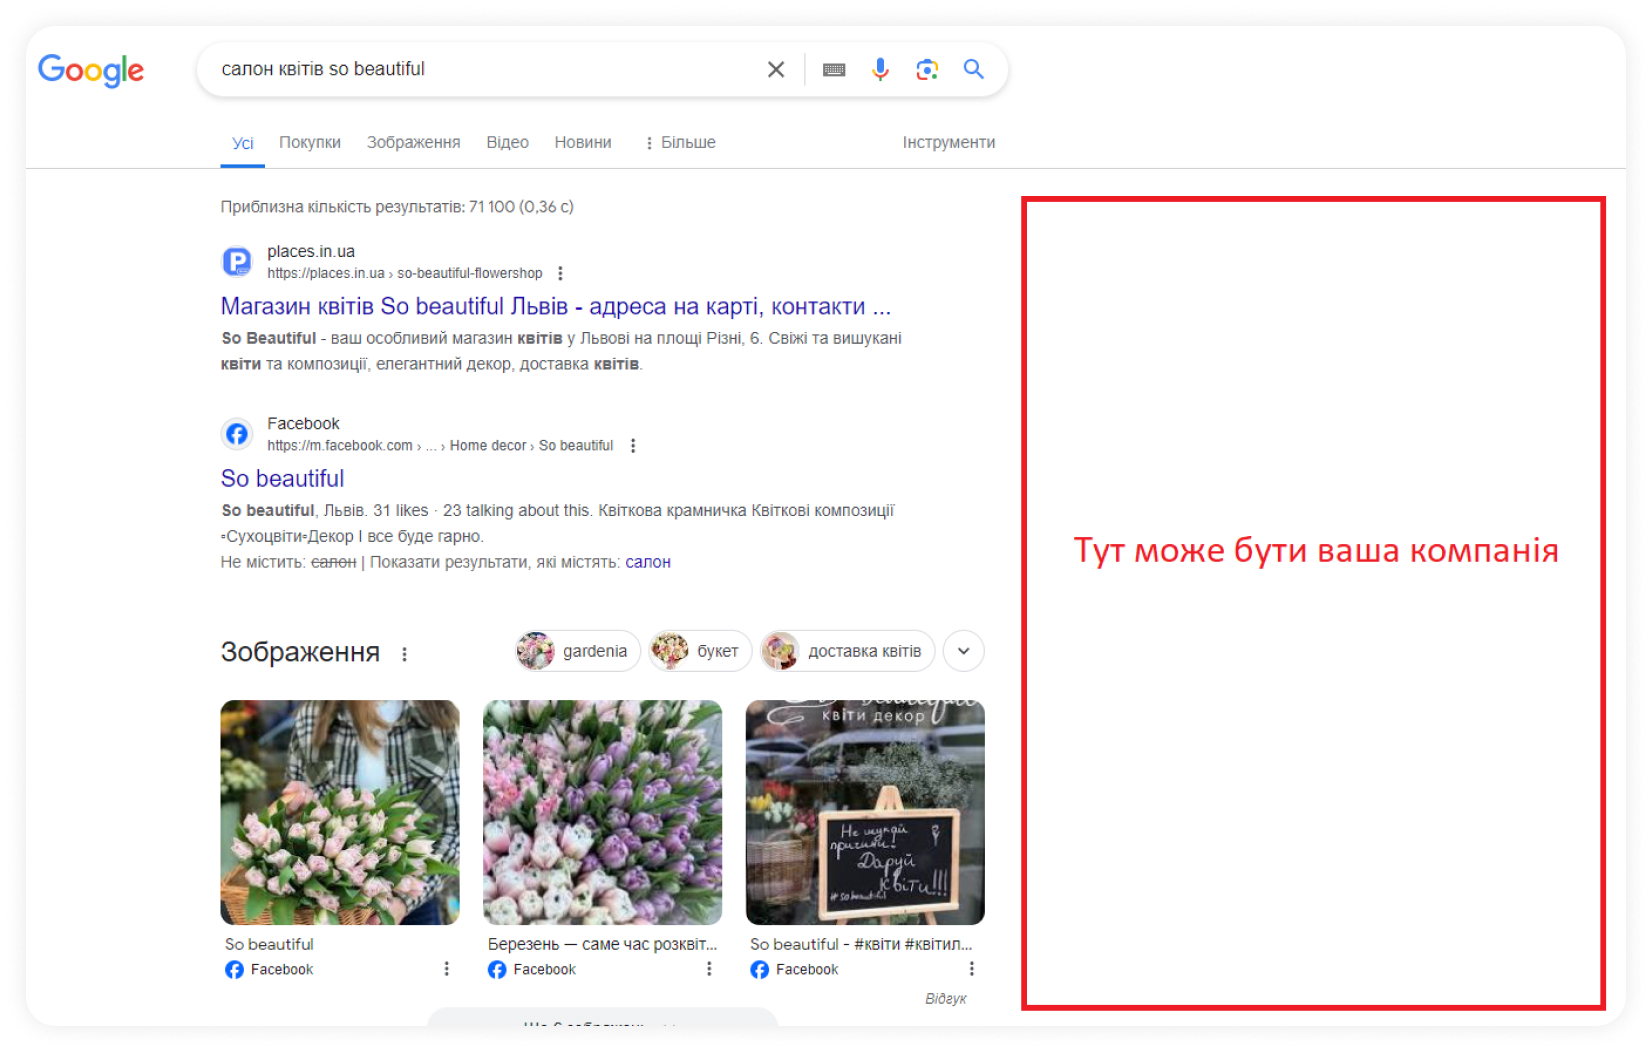 Google
салон квітів so beautiful
Усі Покупки Зображення Відео Новини Більше Інструменти
Приблизна кількість результатів: 71 100 (0,36 с)
places.in.ua
https://places.in.ua › so-beautiful-flowershop
Магазин квітів So beautiful Львів - адреса на карті, контакти ...
So Beautiful - ваш особливий магазин квітів у Львові на площі Різні, 6. Свіжі та вишукані
квіти та композиції, елегантний декор, доставка квітів.
Facebook
https://m.facebook.com › ... › Home decor › So beautiful
So beautiful
So beautiful, Львів. 31 likes · 23 talking about this. Квіткова крамничка Квіткові композиції
▫Сухоцвіти▫Декор І все буде гарно.
Не містить: салон | Показати результати, які містять: салон
Тут може бути ваша компанія
Зображення
gardenia
букет
доставка квітів
квіти декор
Не шукай
причини!
Даруй
квіти!!!
#sobeautiful
So beautiful
Facebook
Березень — саме час розквіт...
Facebook
So beautiful - #квіти #квітил...
Facebook
Відгук